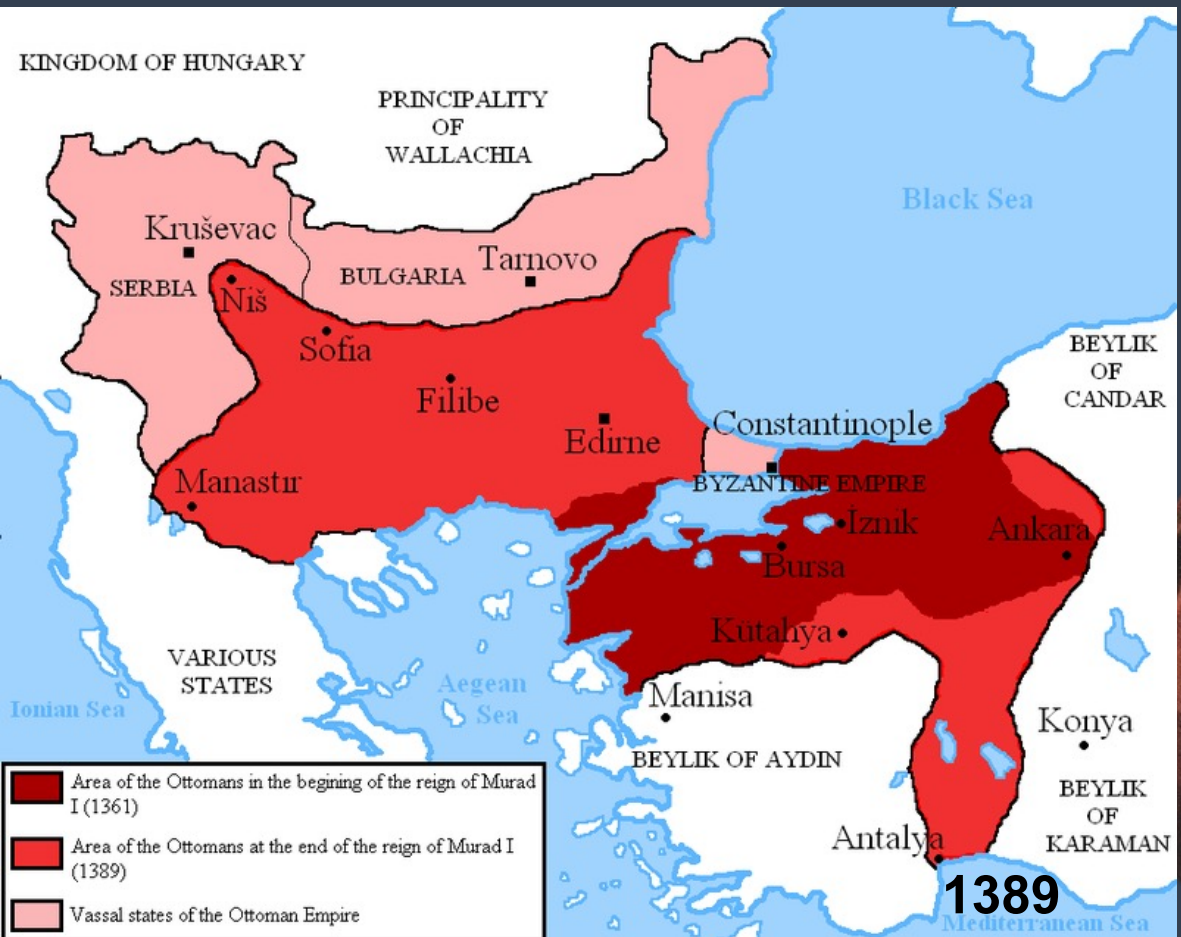 KINGDOM OF HUNGARY
PRINCIPALITY
OF
WALLACHIA
Black Sea
Kruševac
Tarnovo
BULGARIA
SERBIA
Niš
Sofia
BEYLIK
OF
CANDAR
Filibe
Constantinople
Edirne
BYZANTINE EMPIRE
Manastır
İznik
Ankara
Bursa
Kütahya
VARIOUS
STATES
Aegean
Sea
Ionian Sea
Manisa
Konya
BEYLIK OF AYDIN
BEYLIK
OF
KARAMAN
Antalya
1389
Mediterranean Sea
Area of the Ottomans in the begining of the reign of Murad
I (1361)
Area of the Ottomans at the end of the reign of Murad I
(1389)
Vassal states of the Ottoman Empire